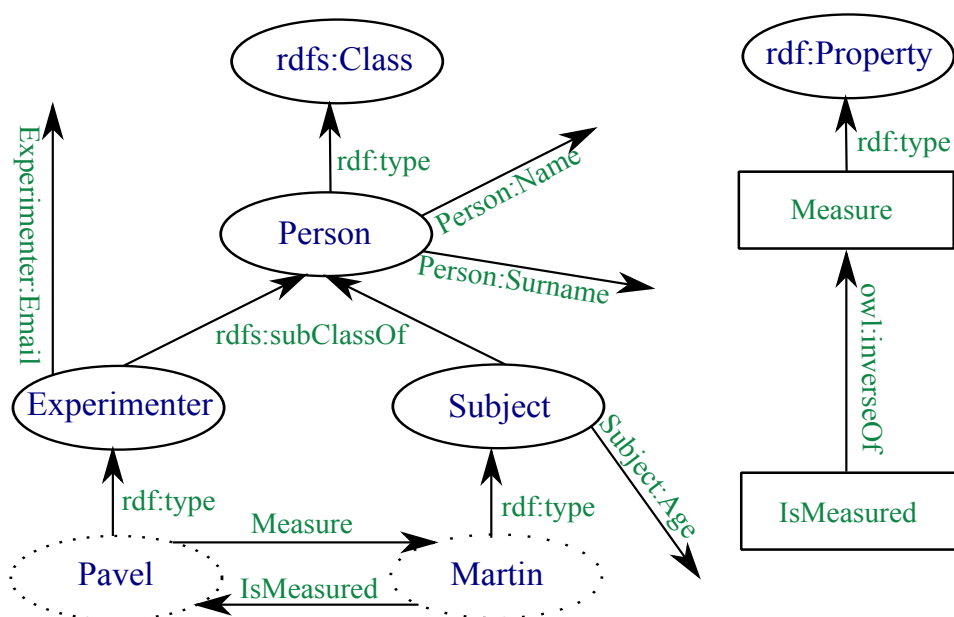 rdfs:Class
rdf:Property
Experimenter:Email
rdf:type
Person:Name
rdf:type
Person
Measure
Person:Surname
rdfs:subClassOf
owl:inverseOf
Experimenter
Subject
Subject:Age
rdf:type
rdf:type
Measure
IsMeasured
Pavel
IsMeasured
Martin